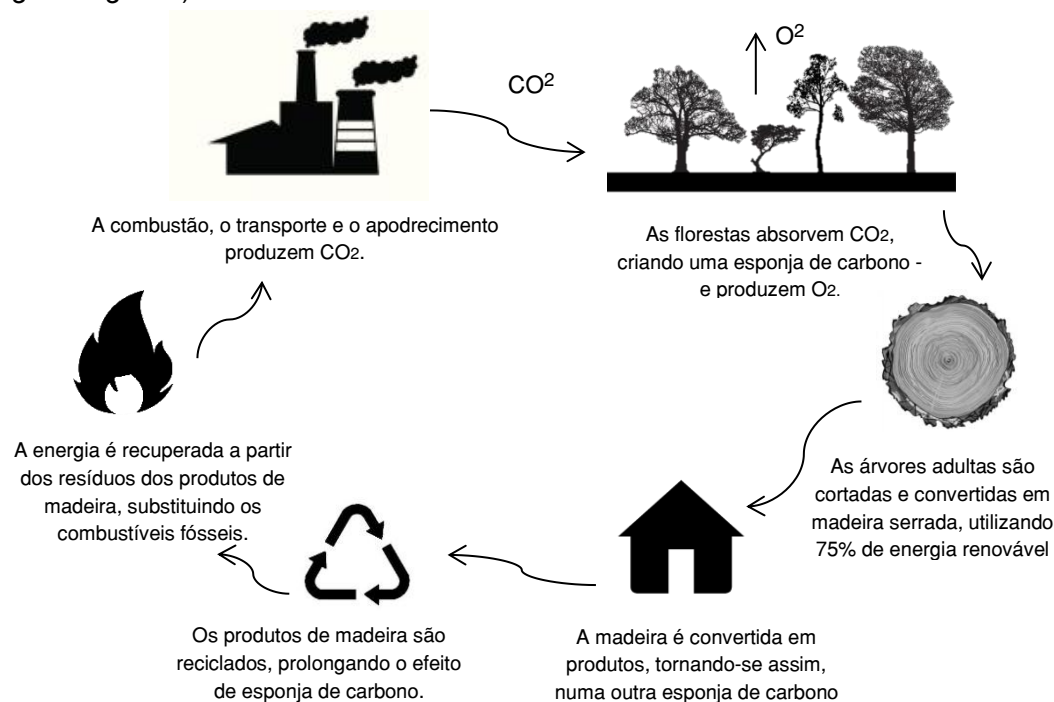 CO²
O²
A combustão, o transporte e o apodrecimento
produzem CO2.
As florestas absorvem CO2,
criando uma esponja de carbono -
e produzem O2.
As árvores adultas são
cortadas e convertidas em
madeira serrada, utilizando
75% de energia renovável
A madeira é convertida em
produtos, tornando-se assim,
numa outra esponja de carbono
Os produtos de madeira são
reciclados, prolongando o efeito
de esponja de carbono.
A energia é recuperada a partir
dos resíduos dos produtos de
madeira, substituindo os
combustíveis fósseis.